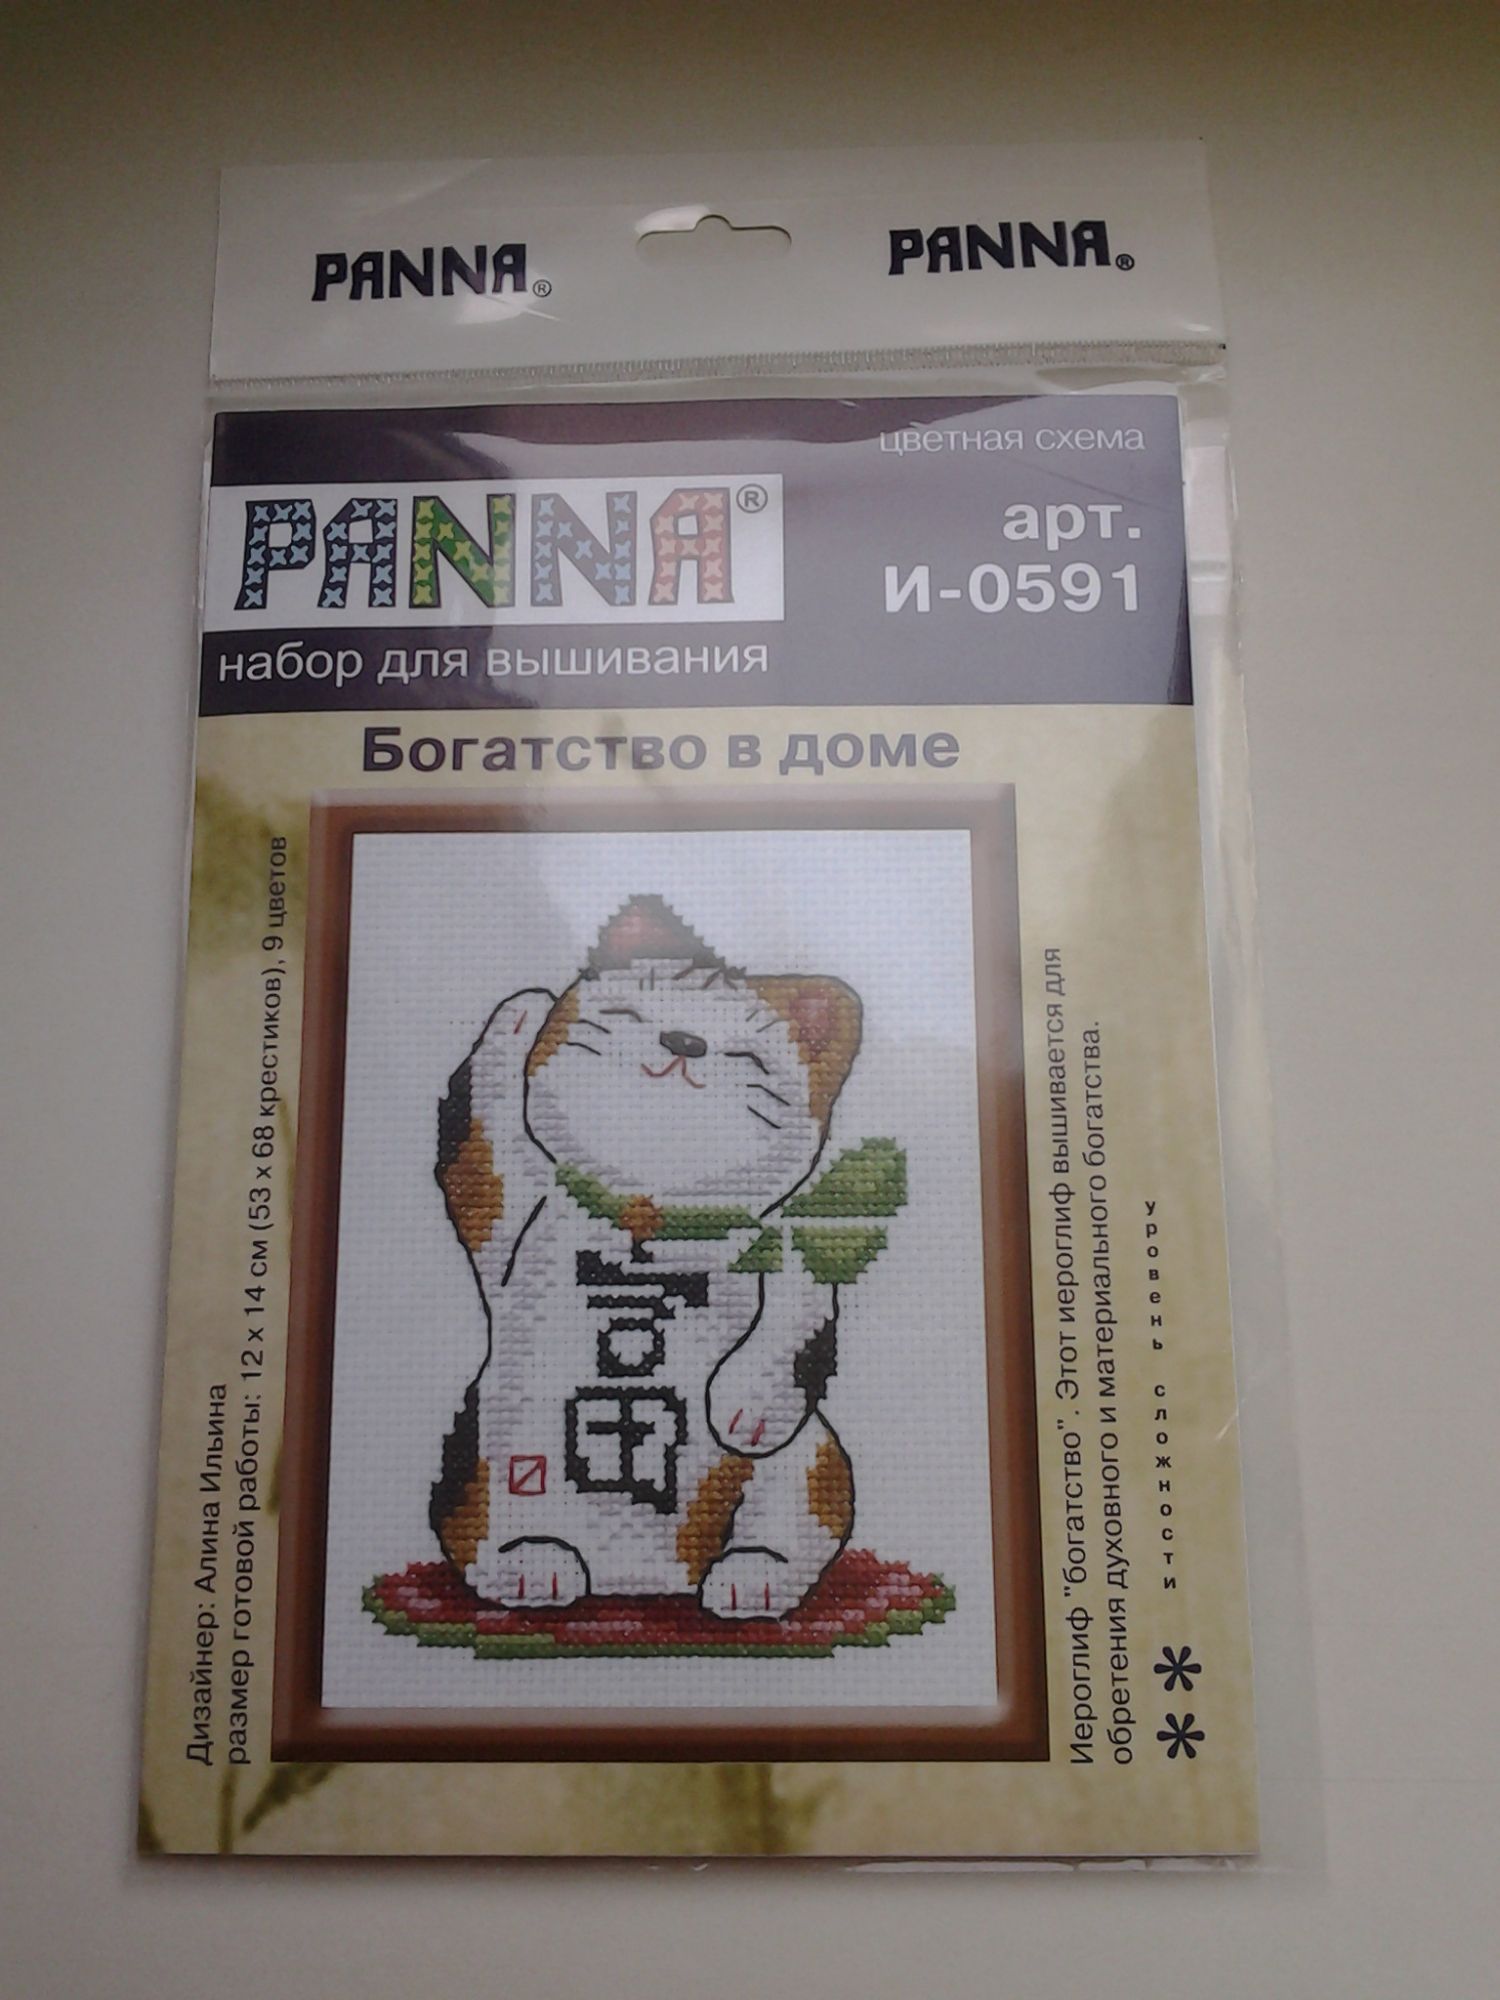 PANNA®
PANNA®
цветная схема
PANNA®
арт.
И-0591
набор для вышивания
Богатство в доме
Дизайнер: Алина Ильина
размер готовой работы: 12 х 14 см (53 х 68 крестиков), 9 цветов
Иероглиф "богатство". Этот иероглиф вышивается для
обретения духовного и материального богатства.
уровень сложности **